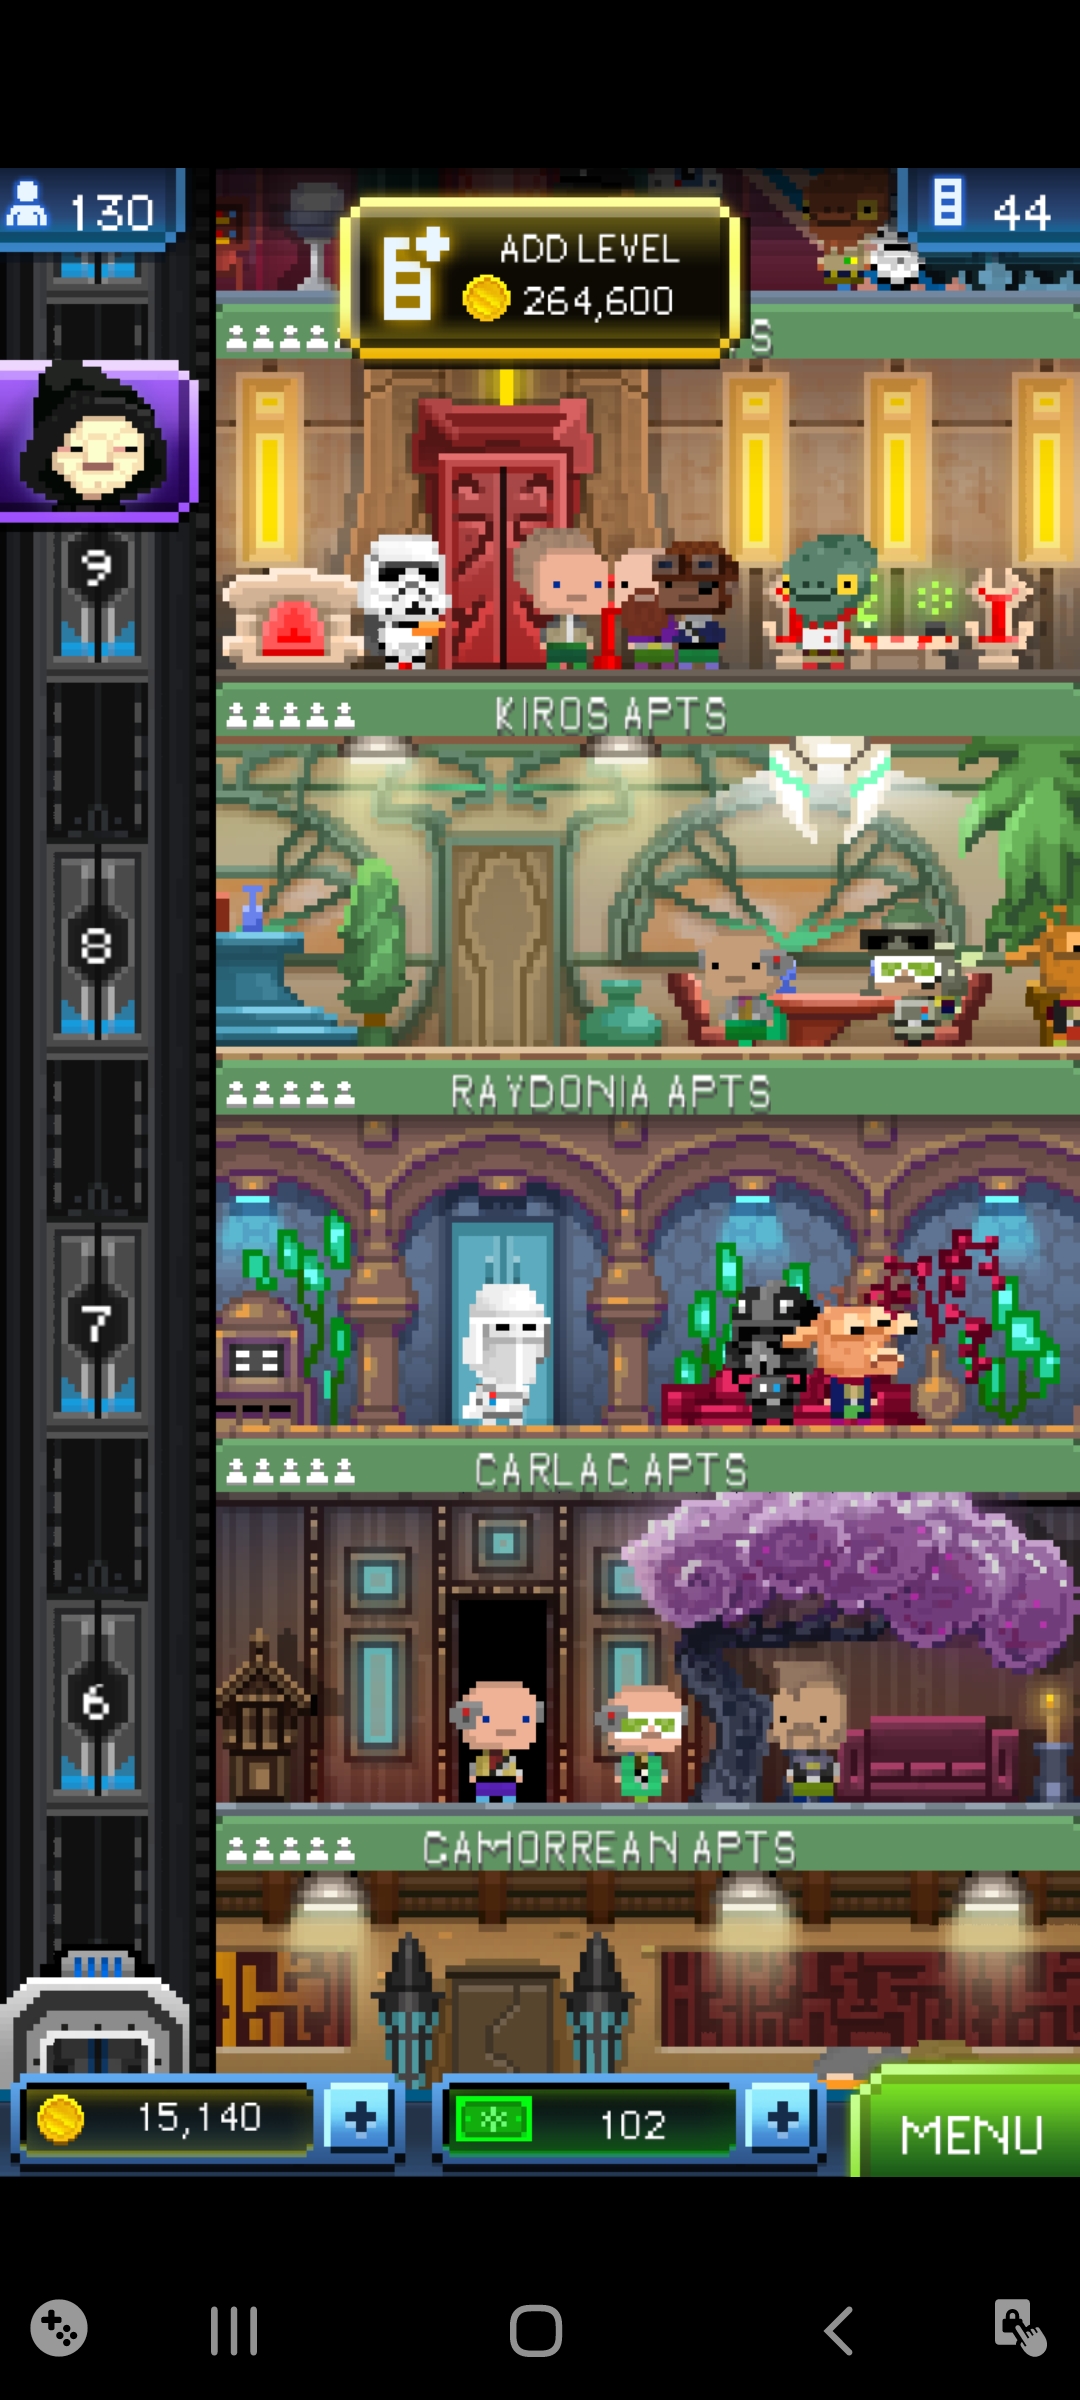 130
ADD LEVEL
264,600
44
S
9
KIROS APTS
8
RAYDONIA APTS
7
CARLAC APTS
6
CAMORREAN APTS
15,140
+
102
+
MENU